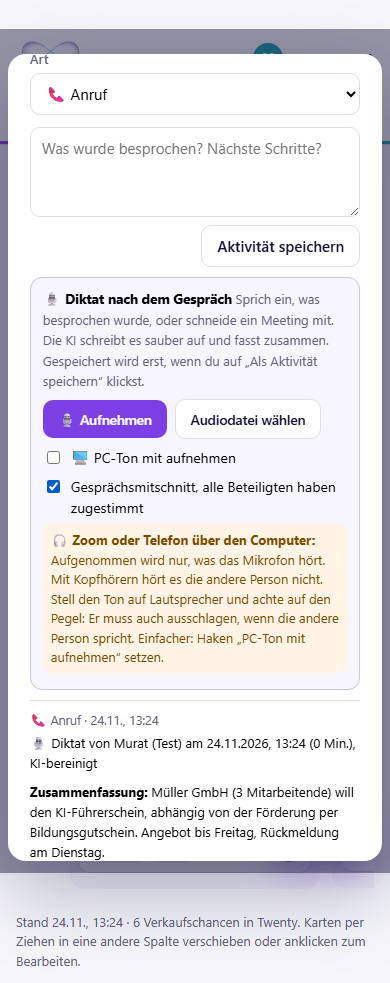 Art
Anruf
Was wurde besprochen? Nächste Schritte?
Aktivität speichern
Diktat nach dem Gespräch Sprich ein, was
besprochen wurde, oder schneide ein Meeting mit.
Die KI schreibt es sauber auf und fasst zusammen.
Gespeichert wird erst, wenn du auf „Als Aktivität
speichern“ klickst.
Aufnehmen
Audiodatei wählen
PC-Ton mit aufnehmen
Gesprächsmitschnitt, alle Beteiligten haben
zugestimmt
Zoom oder Telefon über den Computer:
Aufgenommen wird nur, was das Mikrofon hört.
Mit Kopfhörern hört es die andere Person nicht.
Stell den Ton auf Lautsprecher und achte auf den
Pegel: Er muss auch ausschlagen, wenn die andere
Person spricht. Einfacher: Haken „PC-Ton mit
aufnehmen“ setzen.
Anruf · 24.11., 13:24
Diktat von Murat (Test) am 24.11.2026, 13:24 (0 Min.),
KI-bereinigt
Zusammenfassung: Müller GmbH (3 Mitarbeitende) will
den KI-Führerschein, abhängig von der Förderung per
Bildungsgutschein. Angebot bis Freitag, Rückmeldung
am Dienstag.
Stand 24.11., 13:24 · 6 Verkaufschancen in Twenty. Karten per
Ziehen in eine andere Spalte verschieben oder anklicken zum
Bearbeiten.